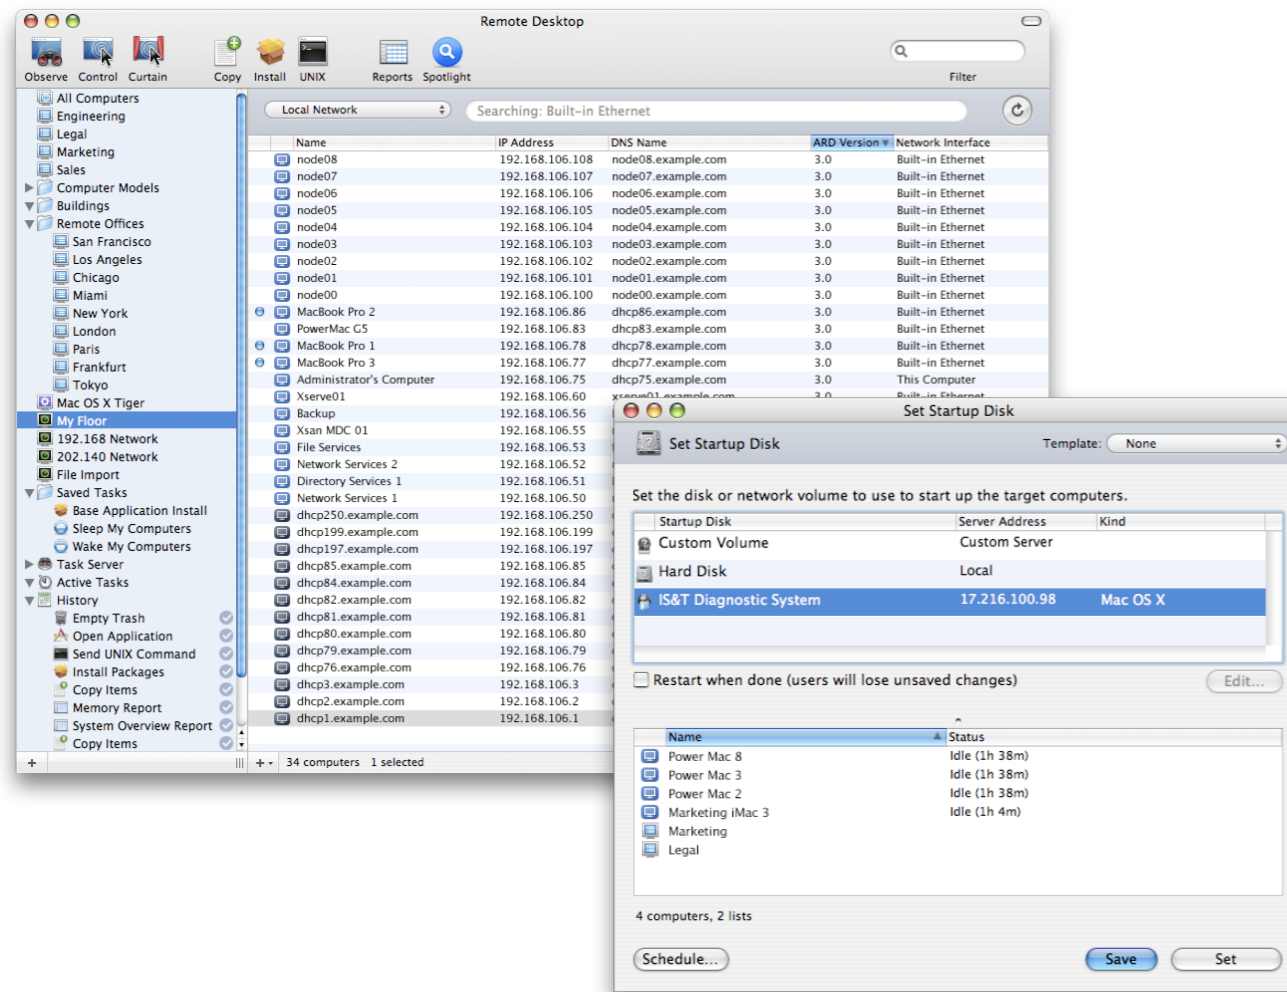 Remote Desktop
Observe Control Curtain Copy Install UNIX Reports Spotlight Filter
All Computers
Engineering
Legal
Marketing
Sales
Computer Models
Buildings
Remote Offices
San Francisco
Los Angeles
Chicago
Miami
New York
London
Paris
Frankfurt
Tokyo
Mac OS X Tiger
My Floor
192.168 Network
202.140 Network
File Import
Saved Tasks
Base Application Install
Sleep My Computers
Wake My Computers
Task Server
Active Tasks
History
Empty Trash
Open Application
Send UNIX Command
Install Packages
Copy Items
Memory Report
System Overview Report
Copy Items
Local Network Searching: Built-in Ethernet
Name IP Address DNS Name ARD Version Network Interface
node08 192.168.106.108 node08.example.com 3.0 Built-in Ethernet
node07 192.168.106.107 node07.example.com 3.0 Built-in Ethernet
node06 192.168.106.106 node06.example.com 3.0 Built-in Ethernet
node05 192.168.106.105 node05.example.com 3.0 Built-in Ethernet
node04 192.168.106.104 node04.example.com 3.0 Built-in Ethernet
node03 192.168.106.103 node03.example.com 3.0 Built-in Ethernet
node02 192.168.106.102 node02.example.com 3.0 Built-in Ethernet
node01 192.168.106.101 node01.example.com 3.0 Built-in Ethernet
node00 192.168.106.100 node00.example.com 3.0 Built-in Ethernet
MacBook Pro 2 192.168.106.86 dhcp86.example.com 3.0 Built-in Ethernet
PowerMac G5 192.168.106.83 dhcp83.example.com 3.0 Built-in Ethernet
MacBook Pro 1 192.168.106.78 dhcp78.example.com 3.0 Built-in Ethernet
MacBook Pro 3 192.168.106.77 dhcp77.example.com 3.0 Built-in Ethernet
Administrator's Computer 192.168.106.75 dhcp75.example.com 3.0 This Computer
Xserve01 192.168.106.60 xserve01.example.com 3.0 Built-in Ethernet
Backup 192.168.106.56
Xsan MDC 01 192.168.106.55
File Services 192.168.106.53
Network Services 2 192.168.106.52
Directory Services 1 192.168.106.51
Network Services 1 192.168.106.50
dhcp250.example.com 192.168.106.250
dhcp199.example.com 192.168.106.199
dhcp197.example.com 192.168.106.197
dhcp85.example.com 192.168.106.85
dhcp84.example.com 192.168.106.84
dhcp82.example.com 192.168.106.82
dhcp81.example.com 192.168.106.81
dhcp80.example.com 192.168.106.80
dhcp79.example.com 192.168.106.79
dhcp76.example.com 192.168.106.76
dhcp3.example.com 192.168.106.3
dhcp2.example.com 192.168.106.2
dhcp1.example.com 192.168.106.1
34 computers 1 selected
Set Startup Disk
Set Startup Disk Template: None
Set the disk or network volume to use to start up the target computers.
Startup Disk Server Address Kind
Custom Volume Custom Server
Hard Disk Local
IS&T Diagnostic System 17.216.100.98 Mac OS X
Restart when done (users will lose unsaved changes) Edit...
Name Status
Power Mac 8 Idle (1h 38m)
Power Mac 3 Idle (1h 38m)
Power Mac 2 Idle (1h 38m)
Marketing iMac 3 Idle (1h 4m)
Marketing
Legal
4 computers, 2 lists
Schedule... Save Set